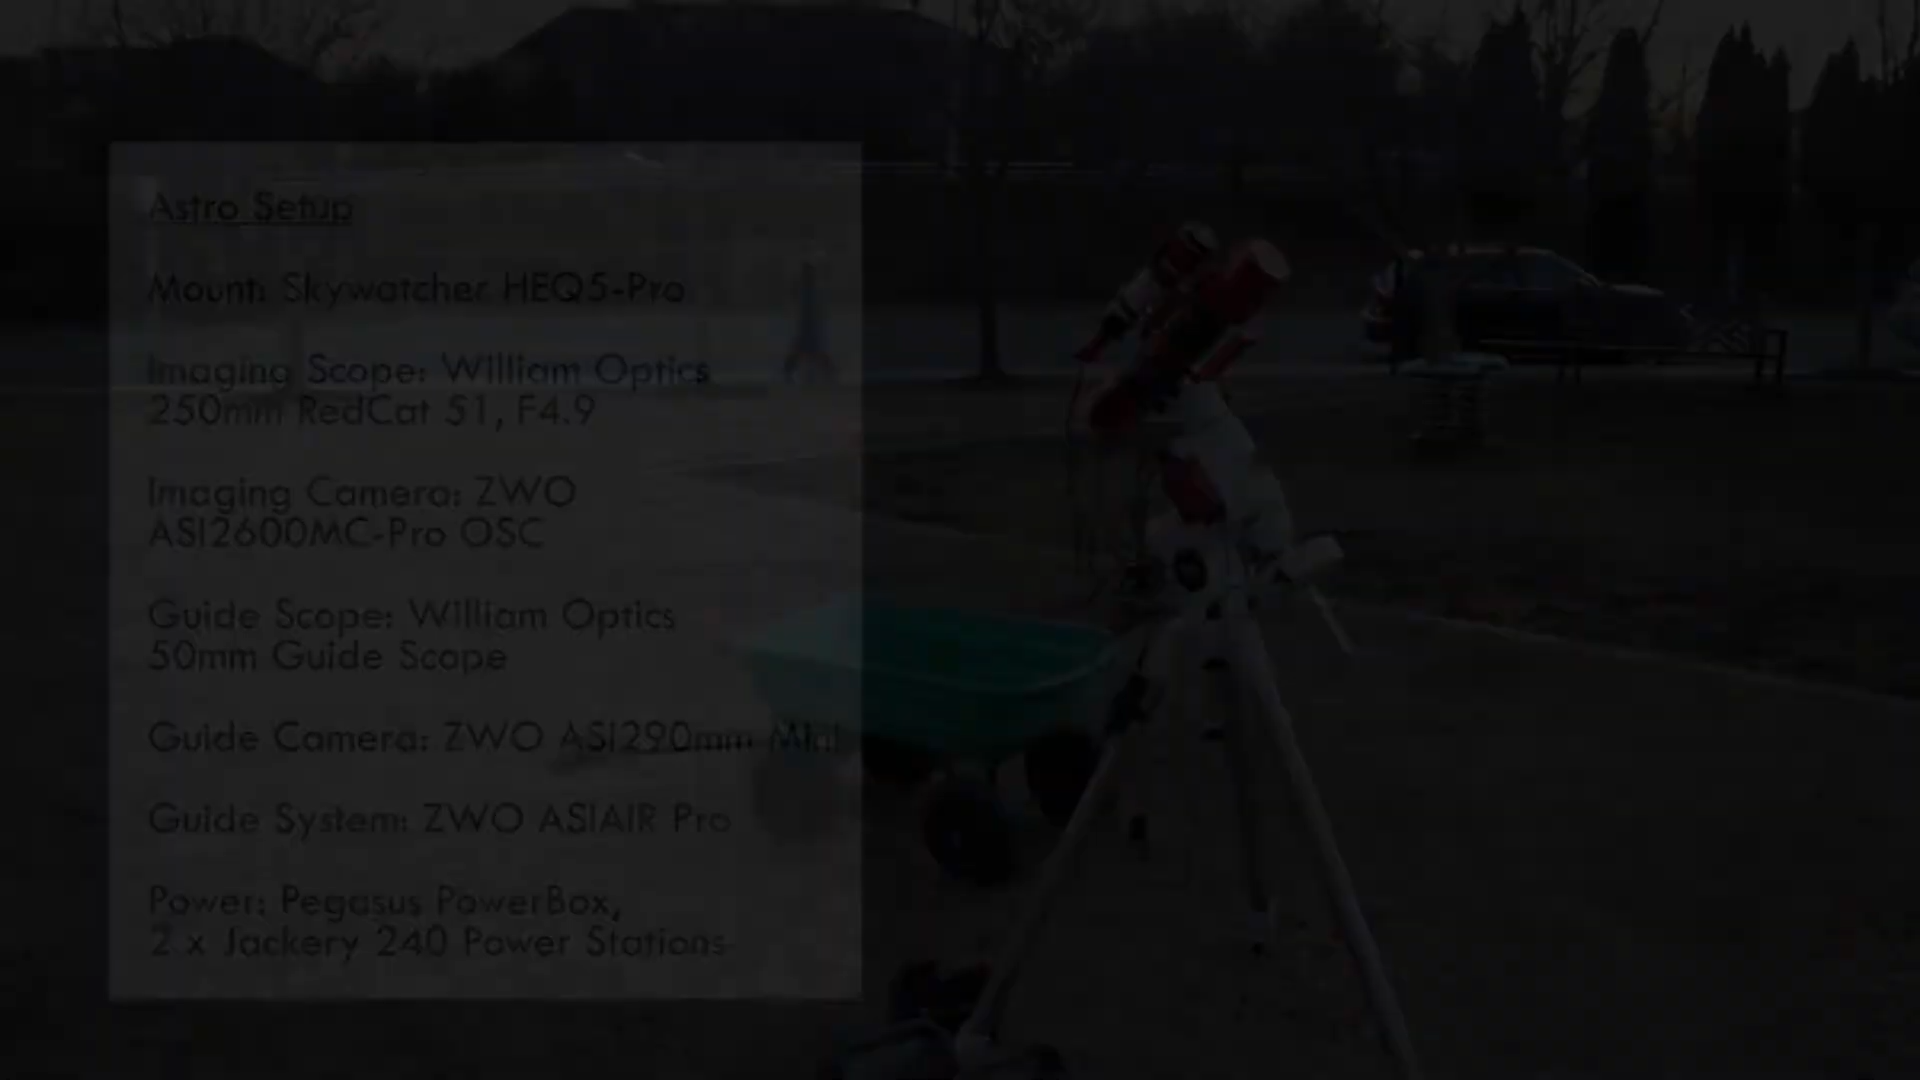 Astro Setup
Mount: Skywatcher HEQ5-Pro
Imaging Scope: William Optics
250mm RedCat 51, F4.9
Imaging Camera: ZWO
ASI2600MC-Pro OSC
Guide Scope: William Optics
50mm Guide Scope
Guide Camera: ZWO ASI290mm Mini
Guide System: ZWO ASIAIR Pro
Power: Pegasus PowerBox,
2 x Jackery 240 Power Stations